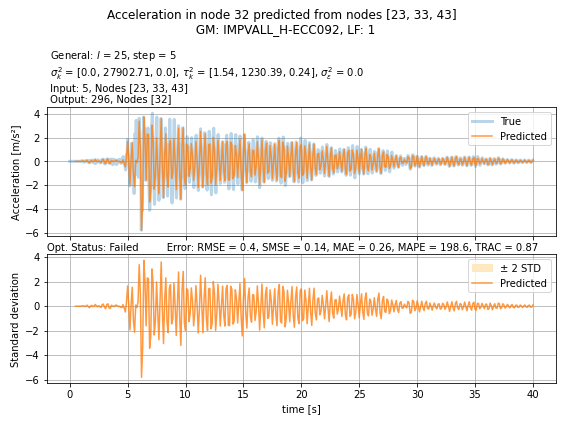 Acceleration in node 32 predicted from nodes [23, 33, 43]
GM: IMPVALL_H-ECC092, LF: 1
General: l = 25, step = 5
σ²ₖ = [0.0, 27902.71, 0.0], τ²ₖ = [1.54, 1230.39, 0.24], σ²ε = 0.0
Input: 5, Nodes [23, 33, 43]
Output: 296, Nodes [32]
4
2
0
−2
−4
−6
Acceleration [m/s²]
True
Predicted
Opt. Status: Failed Error: RMSE = 0.4, SMSE = 0.14, MAE = 0.26, MAPE = 198.6, TRAC = 0.87
4
2
0
−2
−4
−6
Standard deviation
± 2 STD
Predicted
0 5 10 15 20 25 30 35 40
time [s]